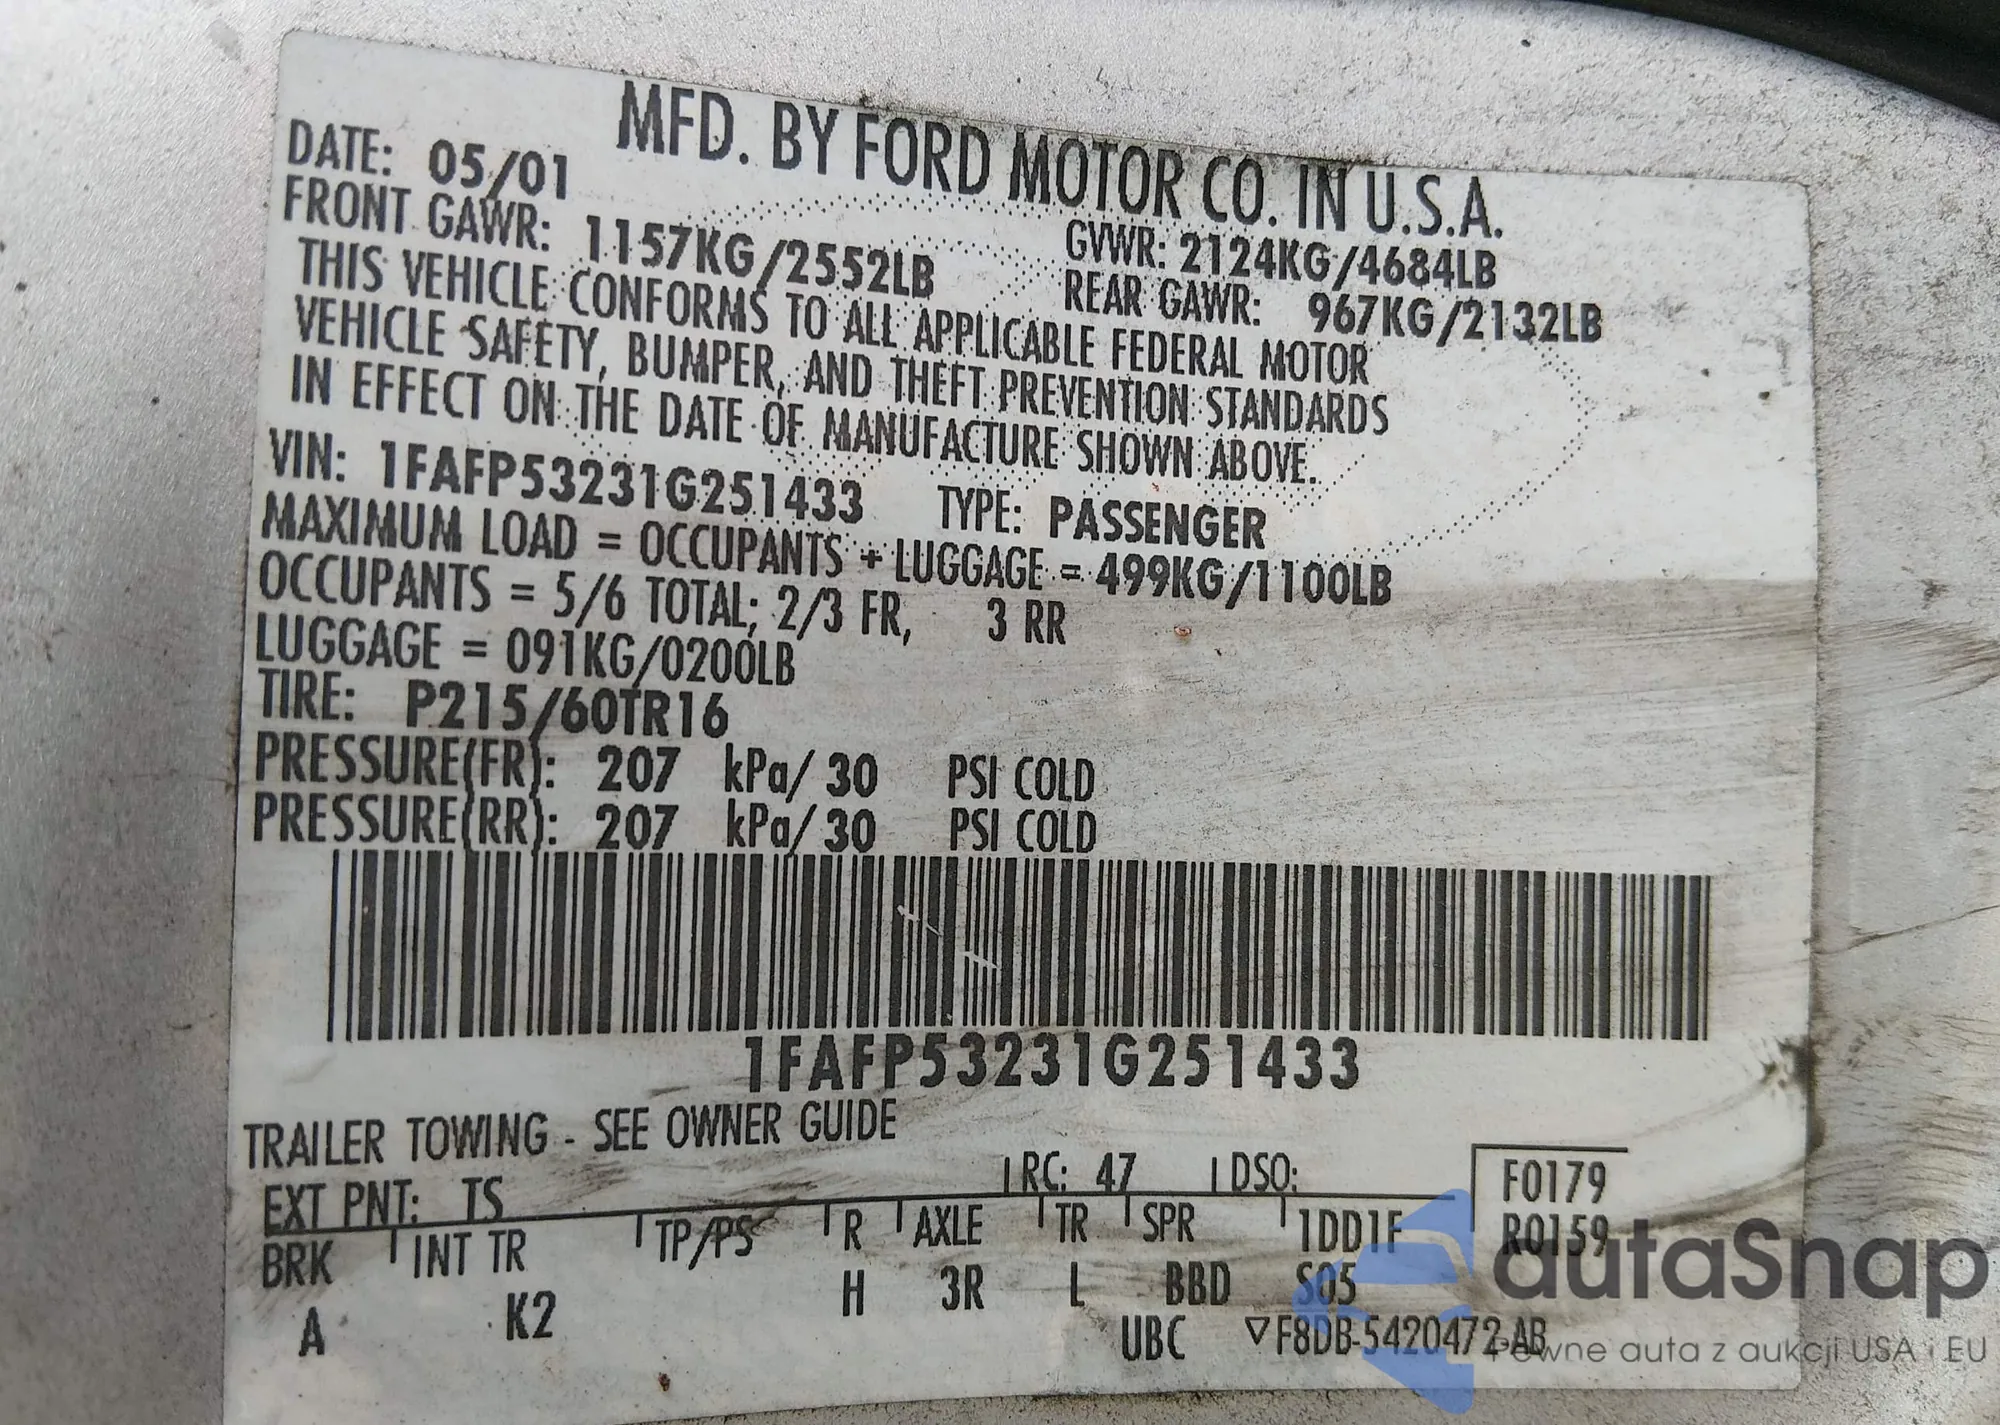 MFD. BY FORD MOTOR CO. IN U.S.A.
DATE: 05/01 GVWR: 2124KG/4684LB
FRONT GAWR: 1157KG/2552LB REAR GAWR: 967KG/2132LB
THIS VEHICLE CONFORMS TO ALL APPLICABLE FEDERAL MOTOR
VEHICLE SAFETY, BUMPER, AND THEFT PREVENTION STANDARDS
IN EFFECT ON THE DATE OF MANUFACTURE SHOWN ABOVE.
VIN: 1FAFP53231G251433 TYPE: PASSENGER
MAXIMUM LOAD = OCCUPANTS + LUGGAGE = 499KG/1100LB
OCCUPANTS = 5/6 TOTAL; 2/3 FR, 3 RR
LUGGAGE = 091KG/0200LB
TIRE: P215/60TR16
PRESSURE(FR): 207 kPa/ 30 PSI COLD
PRESSURE(RR): 207 kPa/ 30 PSI COLD
1FAFP53231G251433
TRAILER TOWING - SEE OWNER GUIDE
EXT PNT: TS RC: 47 DSO: F0179
BRK INT TR TP/PS R AXLE TR SPR 1DD1F R0159
A K2 H 3R L BBD S05
UBC ▽F8DB-5420472-AB
autaSnap
Pewne auta z aukcji USA i EU